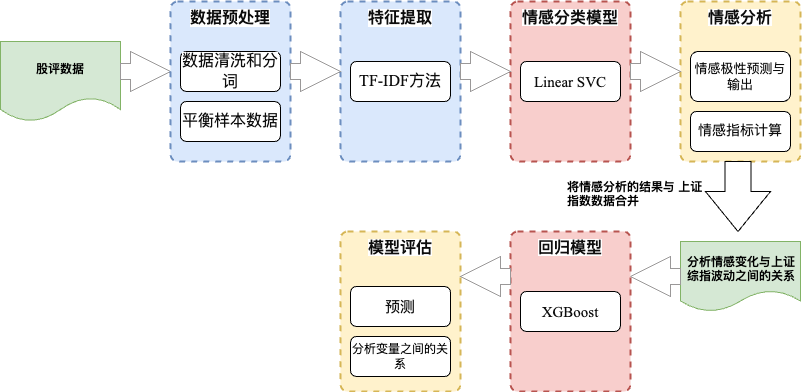 股评数据
数据预处理
数据清洗和分
词
平衡样本数据
特征提取
TF-IDF方法
情感分类模型
Linear SVC
情感分析
情感极性预测与
输出
情感指标计算
将情感分析的结果与 上证
指数数据合并
分析情感变化与上证
综指波动之间的关系
回归模型
XGBoost
模型评估
预测
分析变量之间的关
系